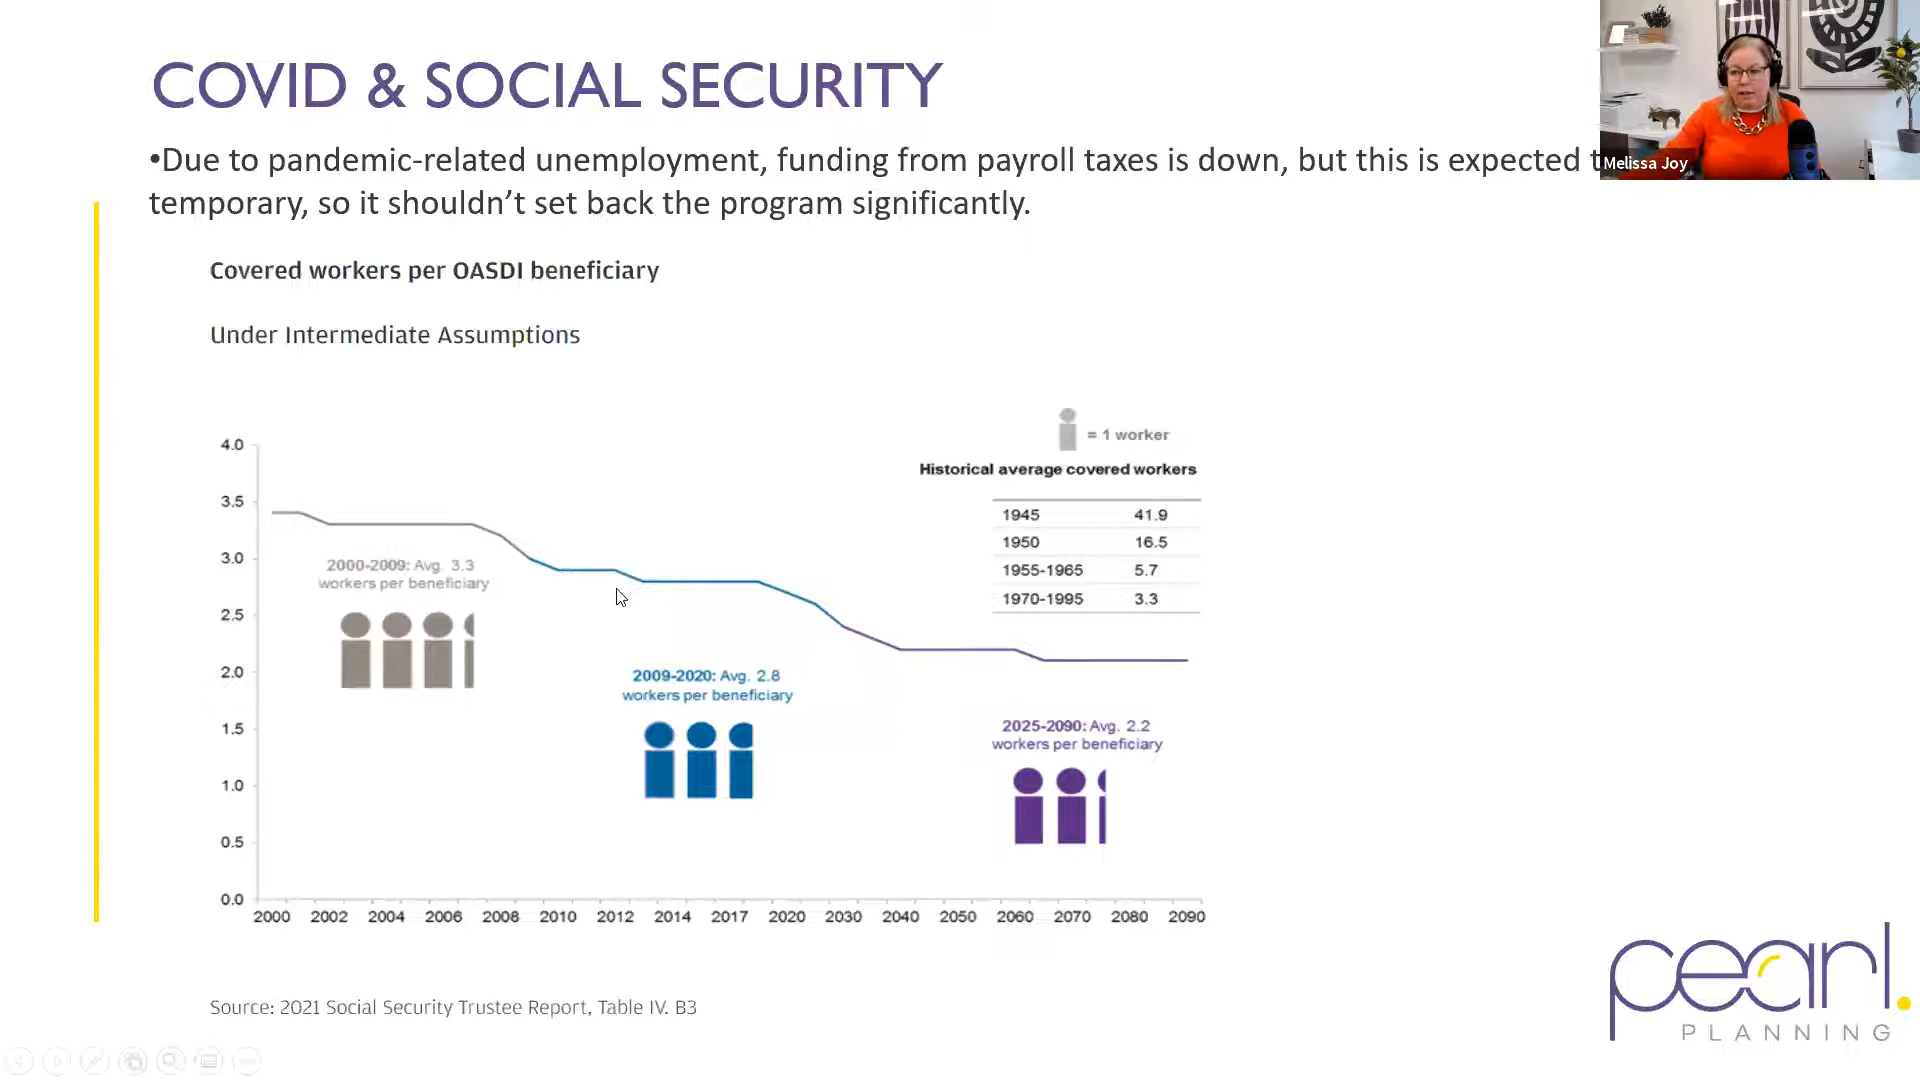 COVID & SOCIAL SECURITY
•Due to pandemic-related unemployment, funding from payroll taxes is down, but this is expected
temporary, so it shouldn’t set back the program significantly.
Melissa Joy
Covered workers per OASDI beneficiary
Under Intermediate Assumptions
= 1 worker
Historical average covered workers
1945 41.9
1950 16.5
1955-1965 5.7
1970-1995 3.3
4.0
3.5
3.0
2.5
2.0
1.5
1.0
0.5
0.0
2000-2009: Avg. 3.3
workers per beneficiary
2009-2020: Avg. 2.8
workers per beneficiary
2025-2090: Avg. 2.2
workers per beneficiary
2000 2002 2004 2006 2008 2010 2012 2014 2017 2020 2030 2040 2050 2060 2070 2080 2090
Source: 2021 Social Security Trustee Report, Table IV. B3
pearl.
PLANNING